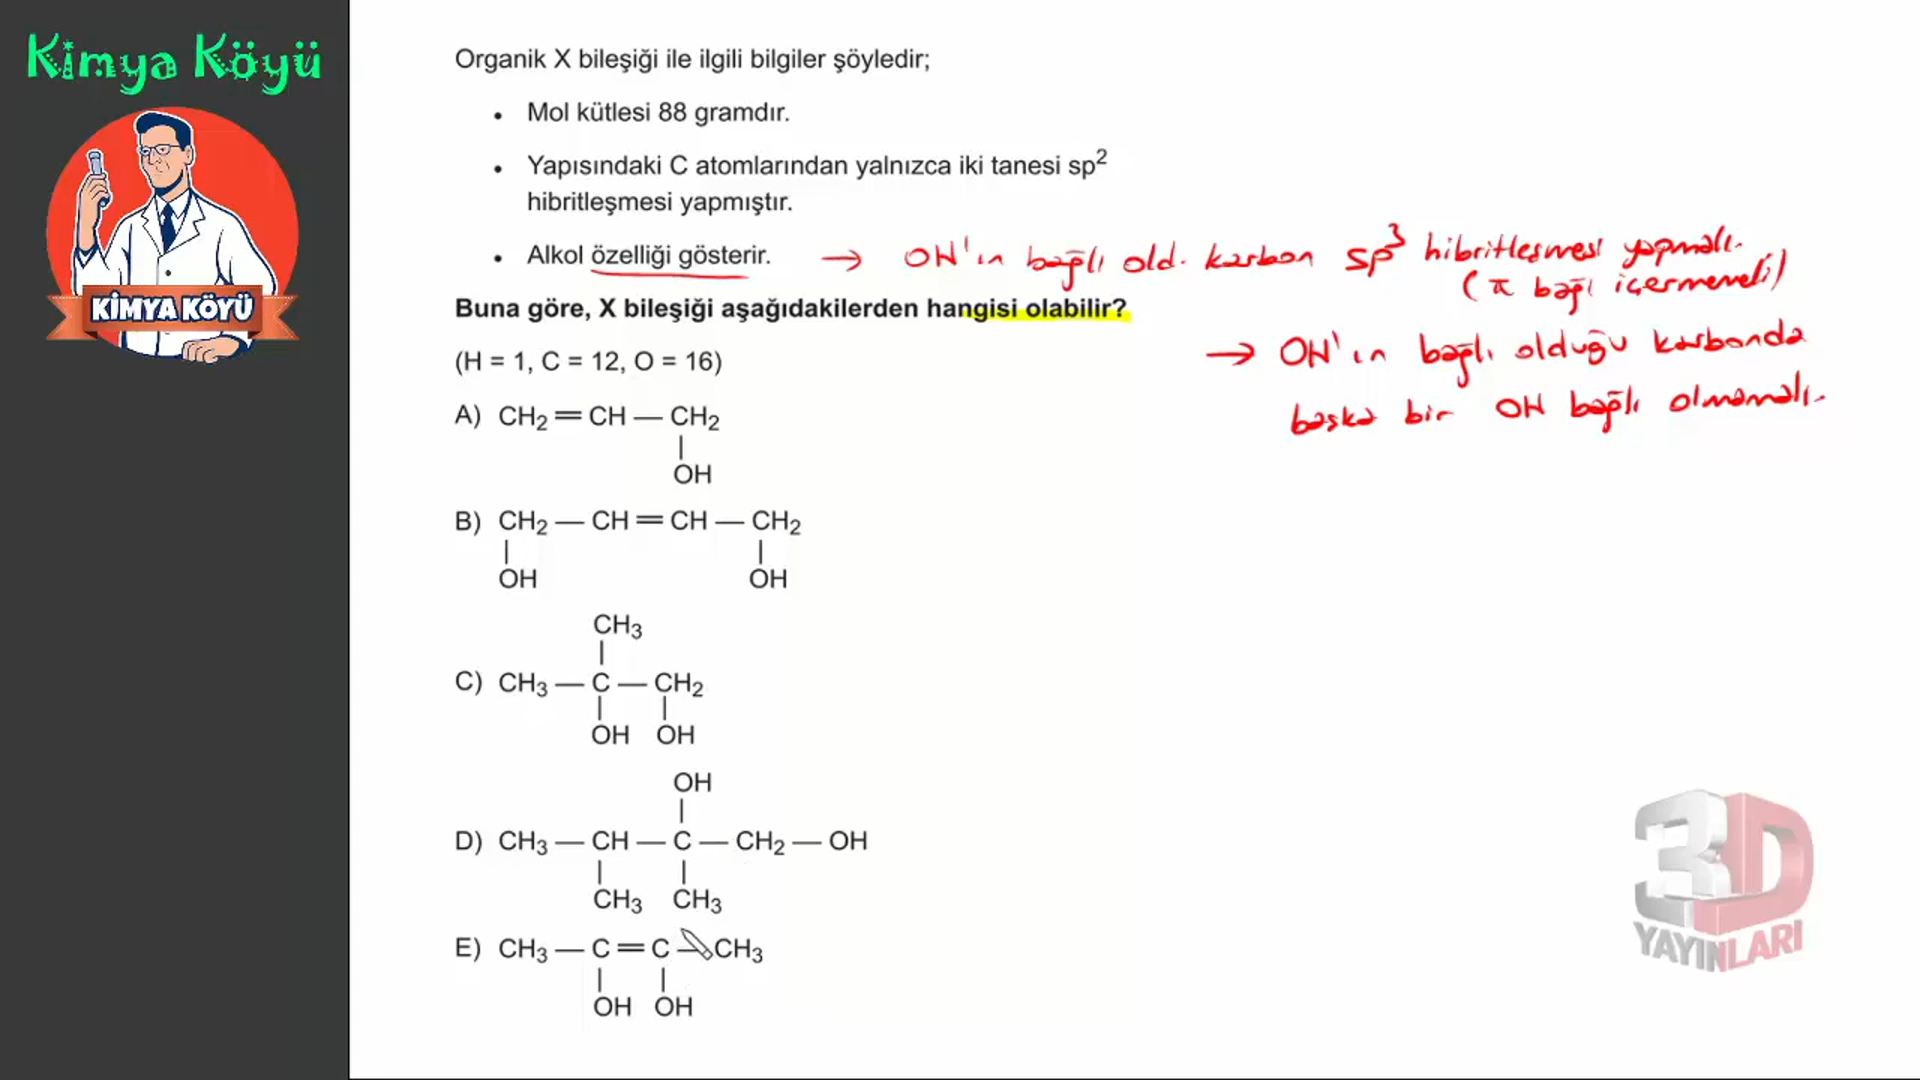 Kimya Köyü
KİMYA KÖYÜ
Organik X bileşiği ile ilgili bilgiler şöyledir;
• Mol kütlesi 88 gramdır.
• Yapısındaki C atomlarından yalnızca iki tanesi sp²
hibritleşmesi yapmıştır.
• Alkol özelliği gösterir. → OH'ın bağlı old. karbon sp³ hibritleşmesi yapmalı.
(π bağı içermemeli)
Buna göre, X bileşiği aşağıdakilerden hangisi olabilir?
→ OH'ın bağlı olduğu karbonda
başka bir OH bağlı olmamalı.
(H = 1, C = 12, O = 16)
A) CH₂ = CH — CH₂
|
OH
B) CH₂ — CH = CH — CH₂
| |
OH OH
CH₃
|
C) CH₃ — C — CH₂
| |
OH OH
OH
|
D) CH₃ — CH — C — CH₂ — OH
| |
CH₃ CH₃
E) CH₃ — C = C — CH₃
| |
OH OH
3D
YAYINLARI